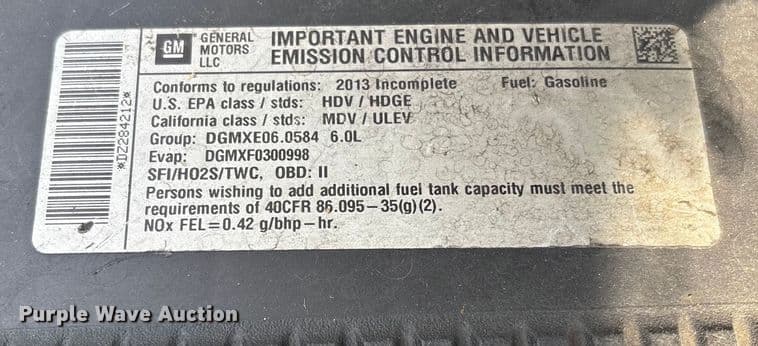 GM GENERAL MOTORS LLC
IMPORTANT ENGINE AND VEHICLE
EMISSION CONTROL INFORMATION
Conforms to regulations: 2013 Incomplete Fuel: Gasoline
U.S. EPA class / stds: HDV / HDGE
California class / stds: MDV / ULEV
Group: DGMXE06.0584 6.0L
Evap: DGMXF0300998
SFI/HO2S/TWC, OBD: II
Persons wishing to add additional fuel tank capacity must meet the
requirements of 40CFR 86.095–35(g)(2).
NOx FEL=0.42 g/bhp–hr.
*DZ284212*
Purple Wave Auction